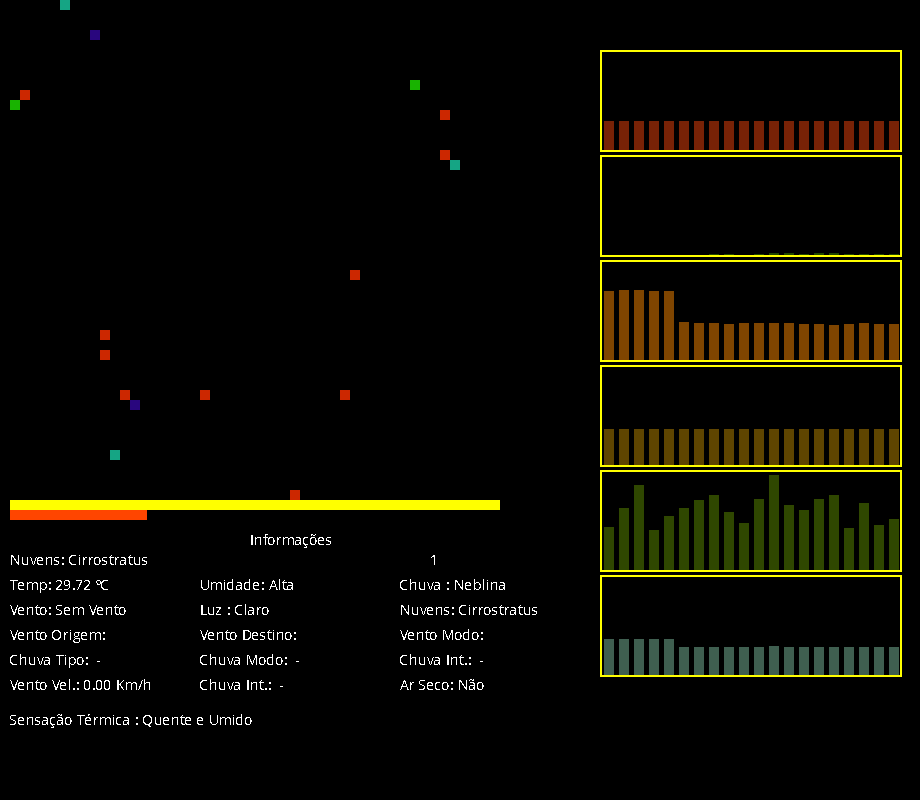 Informações
Nuvens: Cirrostratus 1
Temp: 29.72 ºC Umidade: Alta Chuva : Neblina
Vento: Sem Vento Luz : Claro Nuvens: Cirrostratus
Vento Origem: Vento Destino: Vento Modo:
Chuva Tipo: - Chuva Modo: - Chuva Int.: -
Vento Vel.: 0.00 Km/h Chuva Int.: - Ar Seco: Não
Sensação Térmica : Quente e Umido